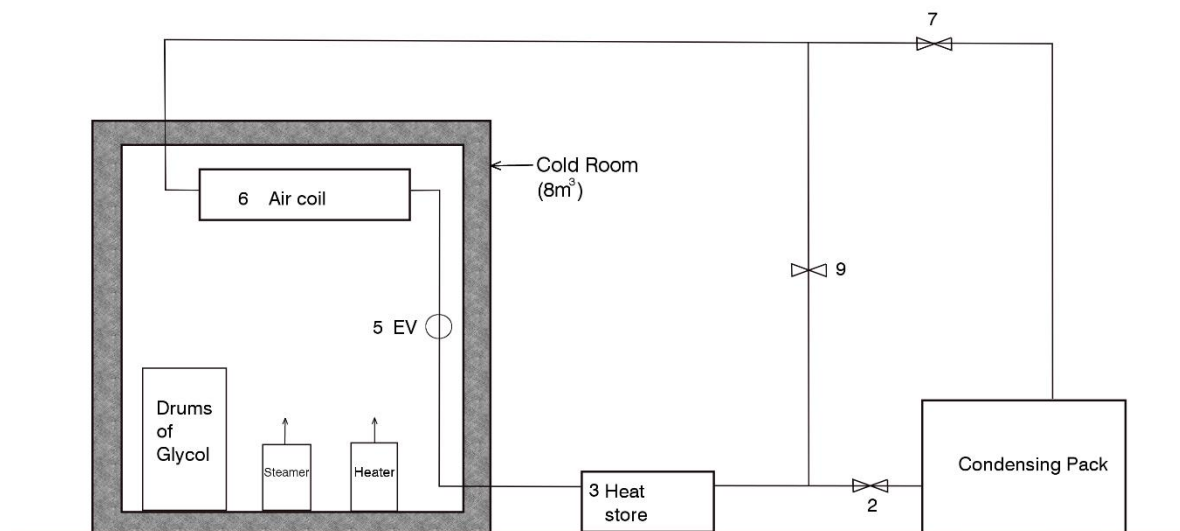 7
Cold Room
(8m³)
6 Air coil
9
5 EV
Drums
of
Glycol
Steamer
Heater
3 Heat
store
2
Condensing Pack